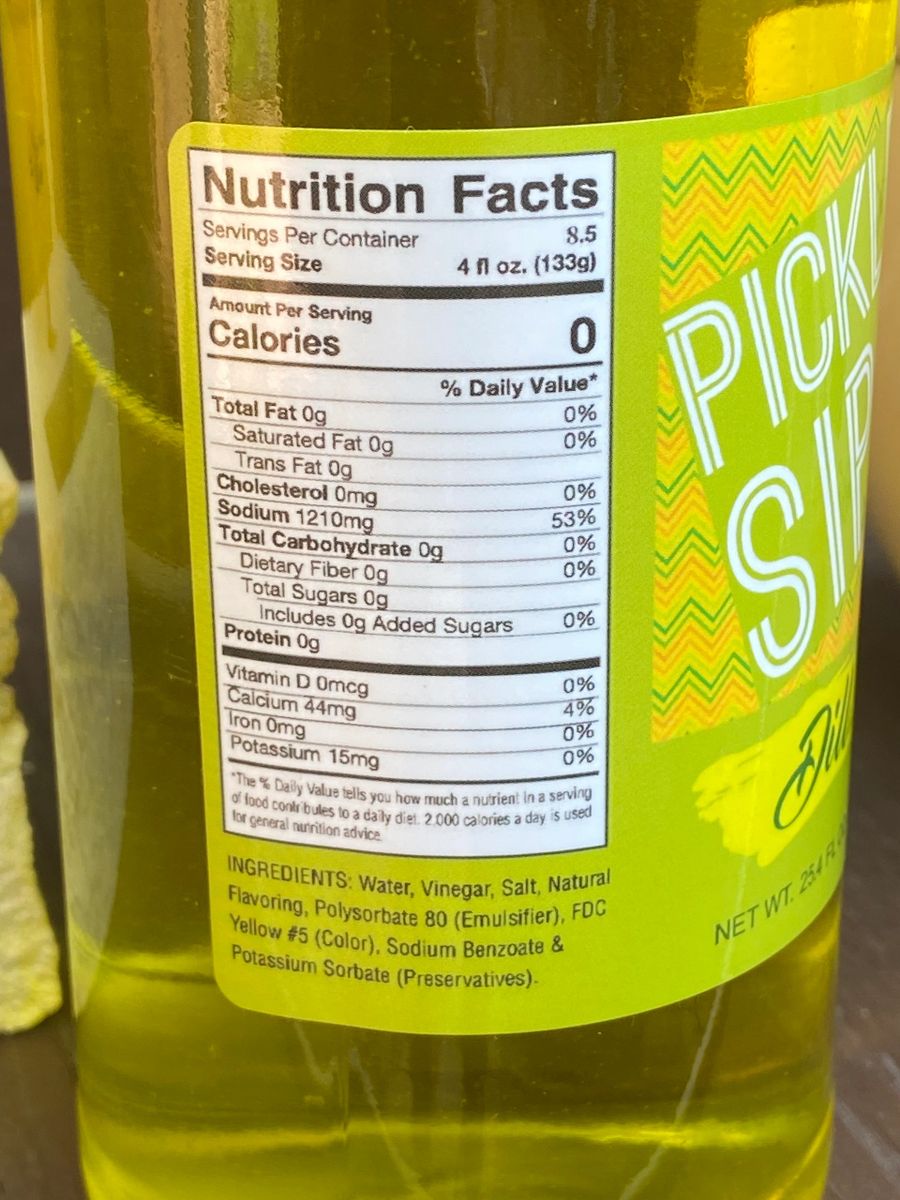 Nutrition Facts
Servings Per Container 8.5
Serving Size 4 fl oz. (133g)
Amount Per Serving
Calories 0
% Daily Value*
Total Fat 0g 0%
Saturated Fat 0g 0%
Trans Fat 0g
Cholesterol 0mg 0%
Sodium 1210mg 53%
Total Carbohydrate 0g 0%
Dietary Fiber 0g 0%
Total Sugars 0g
Includes 0g Added Sugars 0%
Protein 0g
Vitamin D 0mcg 0%
Calcium 44mg 4%
Iron 0mg 0%
Potassium 15mg 0%
*The % Daily Value tells you how much a nutrient in a serving
of food contributes to a daily diet. 2,000 calories a day is used
for general nutrition advice.
INGREDIENTS: Water, Vinegar, Salt, Natural
Flavoring, Polysorbate 80 (Emulsifier), FDC
Yellow #5 (Color), Sodium Benzoate &
Potassium Sorbate (Preservatives).
PICKL
SIP
Dill
NET WT. 25.4 FL